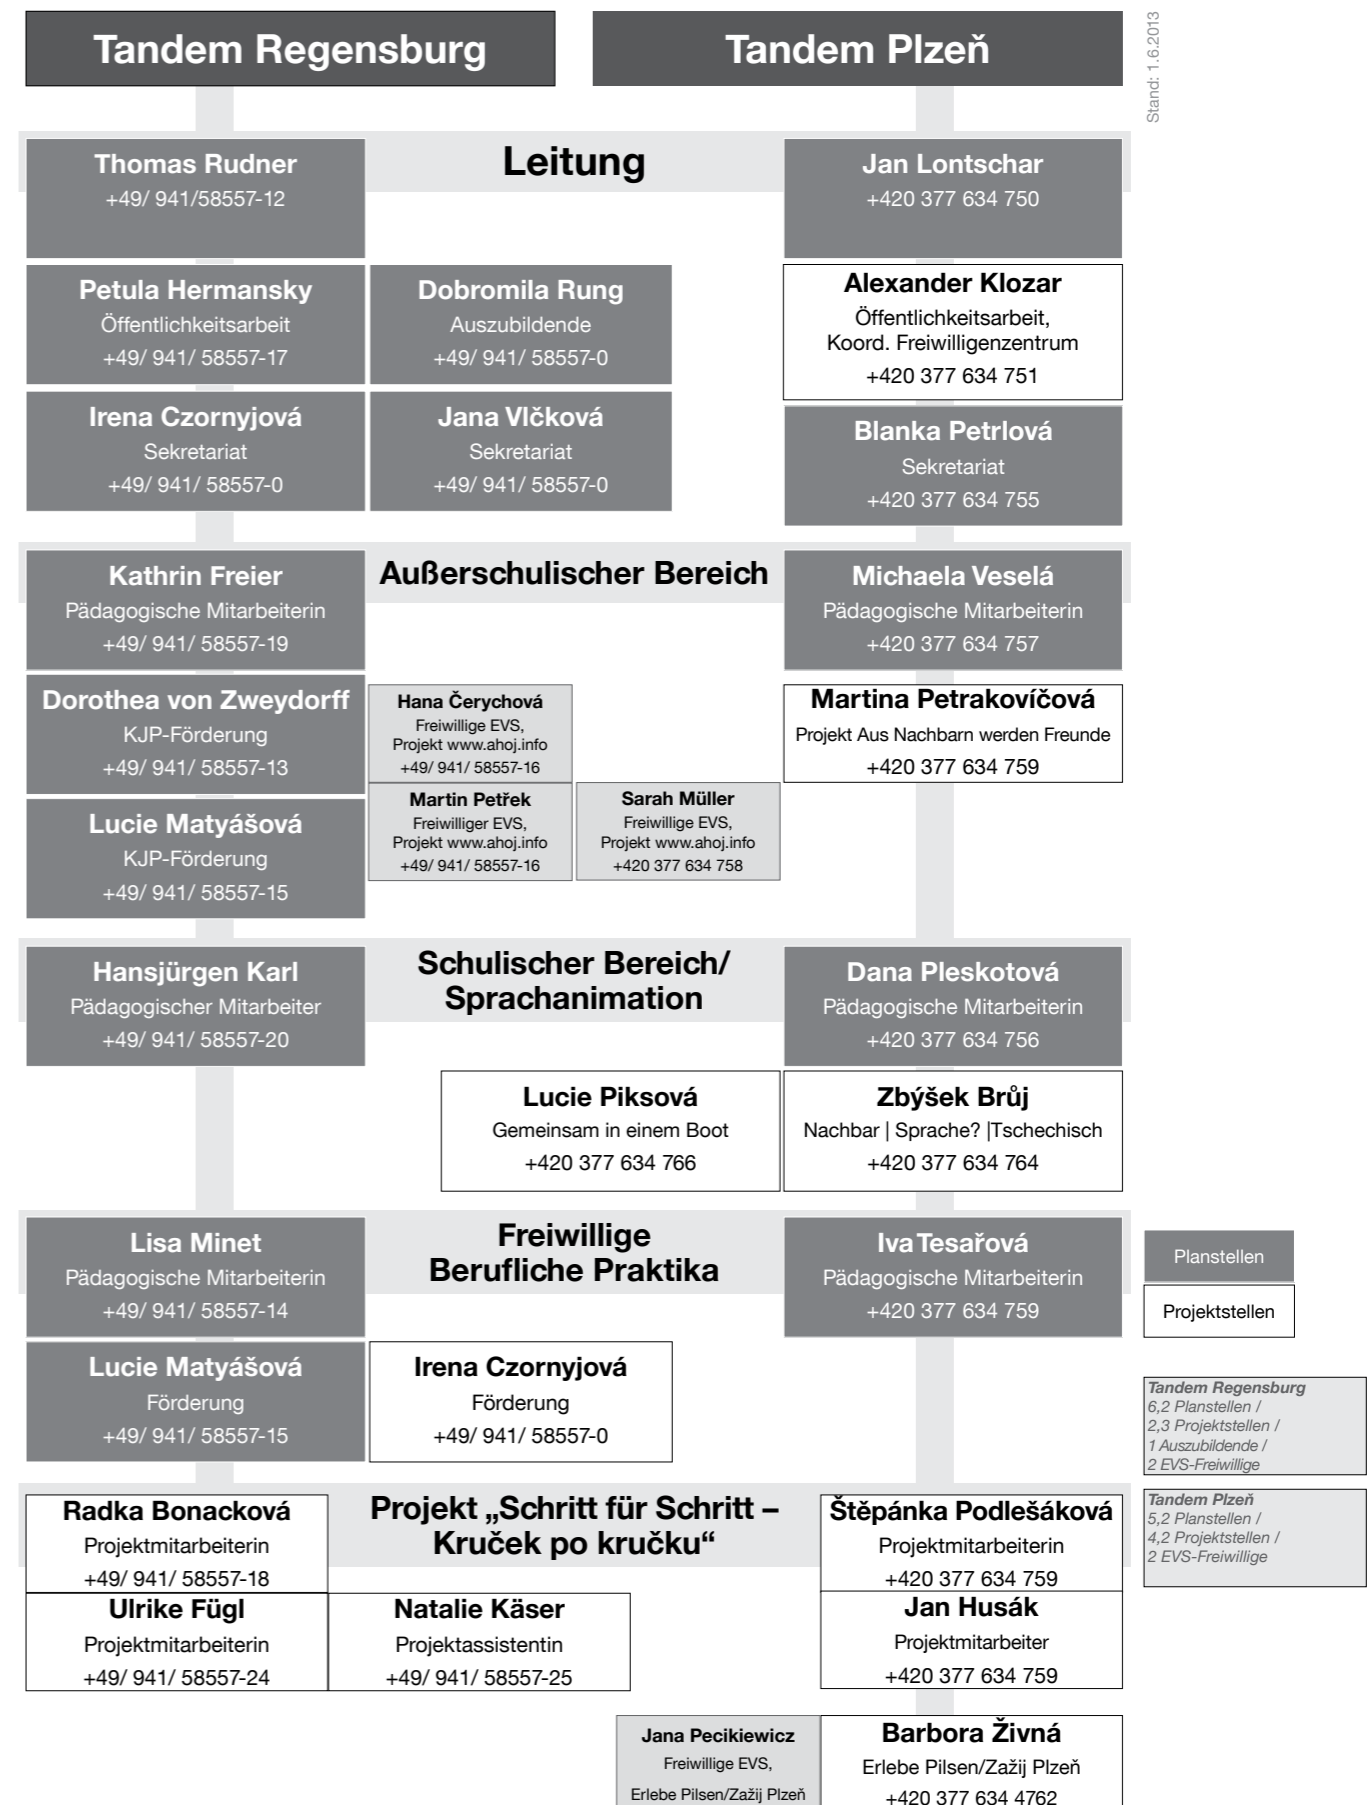 Tandem Regensburg
Tandem Plzeň
Stand: 1.6.2013
Leitung
Thomas Rudner
+49/ 941/58557-12
Jan Lontschar
+420 377 634 750
Petula Hermansky
Öffentlichkeitsarbeit
+49/ 941/ 58557-17
Dobromila Rung
Auszubildende
+49/ 941/ 58557-0
Alexander Klozar
Öffentlichkeitsarbeit,
Koord. Freiwilligenzentrum
+420 377 634 751
Irena Czornyjová
Sekretariat
+49/ 941/ 58557-0
Jana Vlčková
Sekretariat
+49/ 941/ 58557-0
Blanka Petrlová
Sekretariat
+420 377 634 755
Außerschulischer Bereich
Kathrin Freier
Pädagogische Mitarbeiterin
+49/ 941/ 58557-19
Michaela Veselá
Pädagogische Mitarbeiterin
+420 377 634 757
Dorothea von Zweydorff
KJP-Förderung
+49/ 941/ 58557-13
Hana Čerychová
Freiwillige EVS,
Projekt www.ahoj.info
+49/ 941/ 58557-16
Martina Petrakovíčová
Projekt Aus Nachbarn werden Freunde
+420 377 634 759
Lucie Matyášová
KJP-Förderung
+49/ 941/ 58557-15
Martin Petřek
Freiwilliger EVS,
Projekt www.ahoj.info
+49/ 941/ 58557-16
Sarah Müller
Freiwillige EVS,
Projekt www.ahoj.info
+420 377 634 758
Schulischer Bereich/
Sprachanimation
Hansjürgen Karl
Pädagogischer Mitarbeiter
+49/ 941/ 58557-20
Dana Pleskotová
Pädagogische Mitarbeiterin
+420 377 634 756
Lucie Piksová
Gemeinsam in einem Boot
+420 377 634 766
Zbýšek Brůj
Nachbar | Sprache? |Tschechisch
+420 377 634 764
Freiwillige
Berufliche Praktika
Lisa Minet
Pädagogische Mitarbeiterin
+49/ 941/ 58557-14
Iva Tesařová
Pädagogische Mitarbeiterin
+420 377 634 759
Lucie Matyášová
Förderung
+49/ 941/ 58557-15
Irena Czornyjová
Förderung
+49/ 941/ 58557-0
Planstellen
Projektstellen
Tandem Regensburg
6,2 Planstellen /
2,3 Projektstellen /
1 Auszubildende /
2 EVS-Freiwillige
Tandem Plzeň
5,2 Planstellen /
4,2 Projektstellen /
2 EVS-Freiwillige
Projekt „Schritt für Schritt –
Kruček po kručku“
Radka Bonacková
Projektmitarbeiterin
+49/ 941/ 58557-18
Štěpánka Podlešáková
Projektmitarbeiterin
+420 377 634 759
Ulrike Fügl
Projektmitarbeiterin
+49/ 941/ 58557-24
Natalie Käser
Projektassistentin
+49/ 941/ 58557-25
Jan Husák
Projektmitarbeiter
+420 377 634 759
Jana Pecikiewicz
Freiwillige EVS,
Erlebe Pilsen/Zažij Plzeň
Barbora Živná
Erlebe Pilsen/Zažij Plzeň
+420 377 634 4762